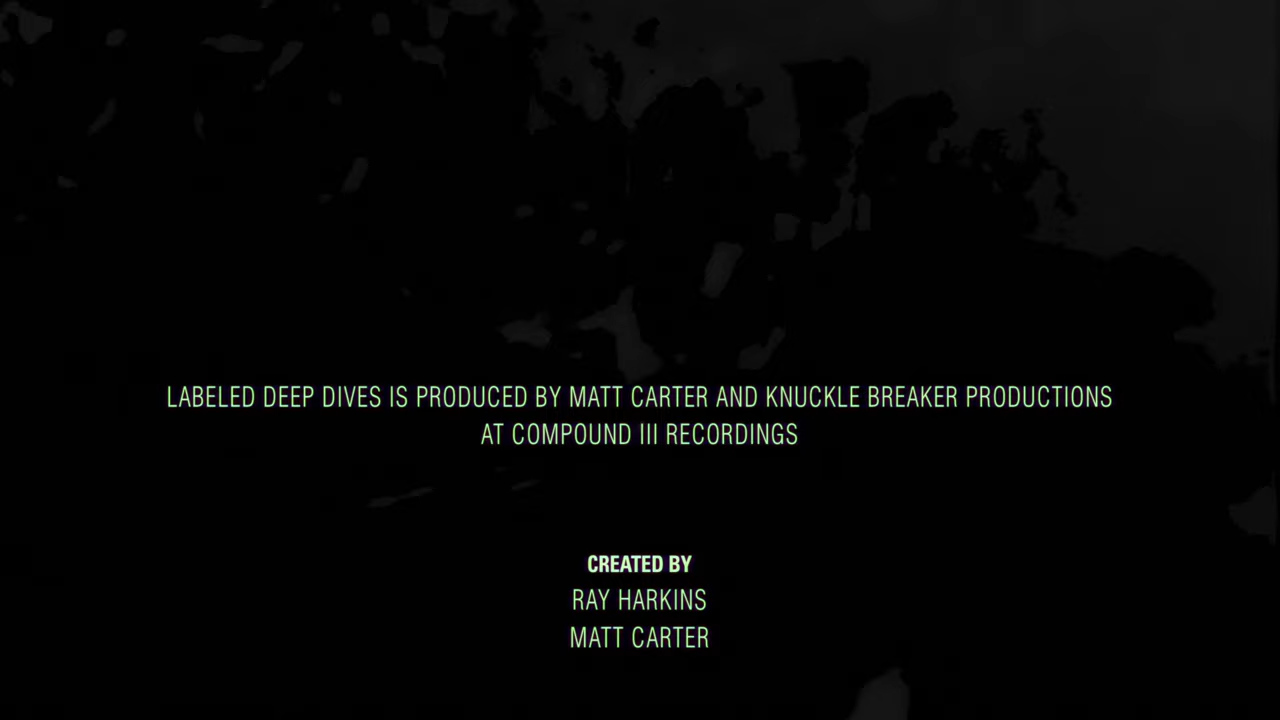 LABELED DEEP DIVES IS PRODUCED BY MATT CARTER AND KNUCKLE BREAKER PRODUCTIONS
AT COMPOUND III RECORDINGS
CREATED BY
RAY HARKINS
MATT CARTER